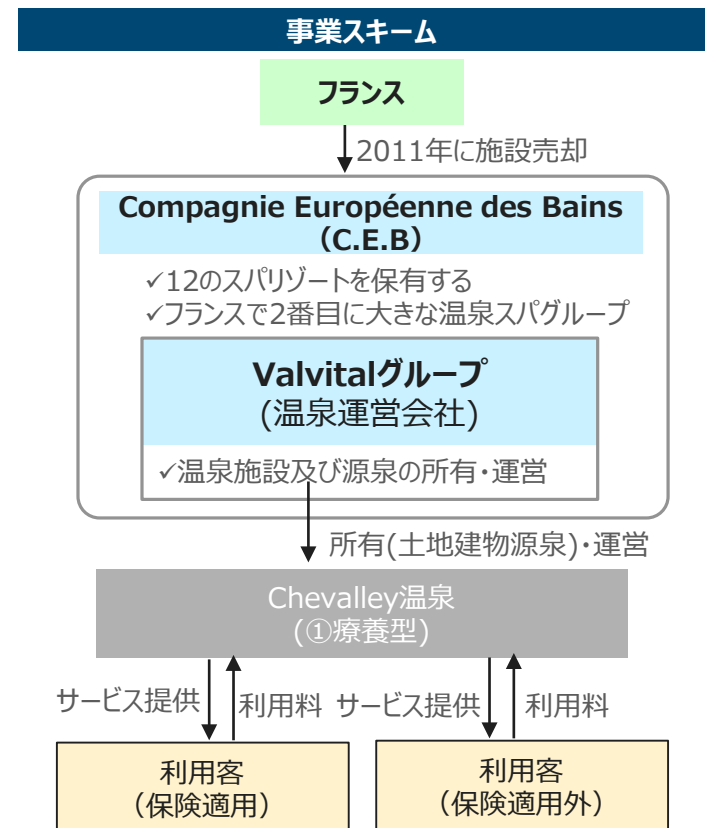 事業スキーム
フランス
2011年に施設売却
Compagnie Européenne des Bains
（C.E.B）
✓12のスパリゾートを保有する
✓フランスで2番目に大きな温泉スパグループ
Valvitalグループ
(温泉運営会社)
✓温泉施設及び源泉の所有・運営
所有(土地建物源泉)・運営
Chevalley温泉
(①療養型)
サービス提供 利用料 サービス提供 利用料
利用客
（保険適用）
利用客
（保険適用外）